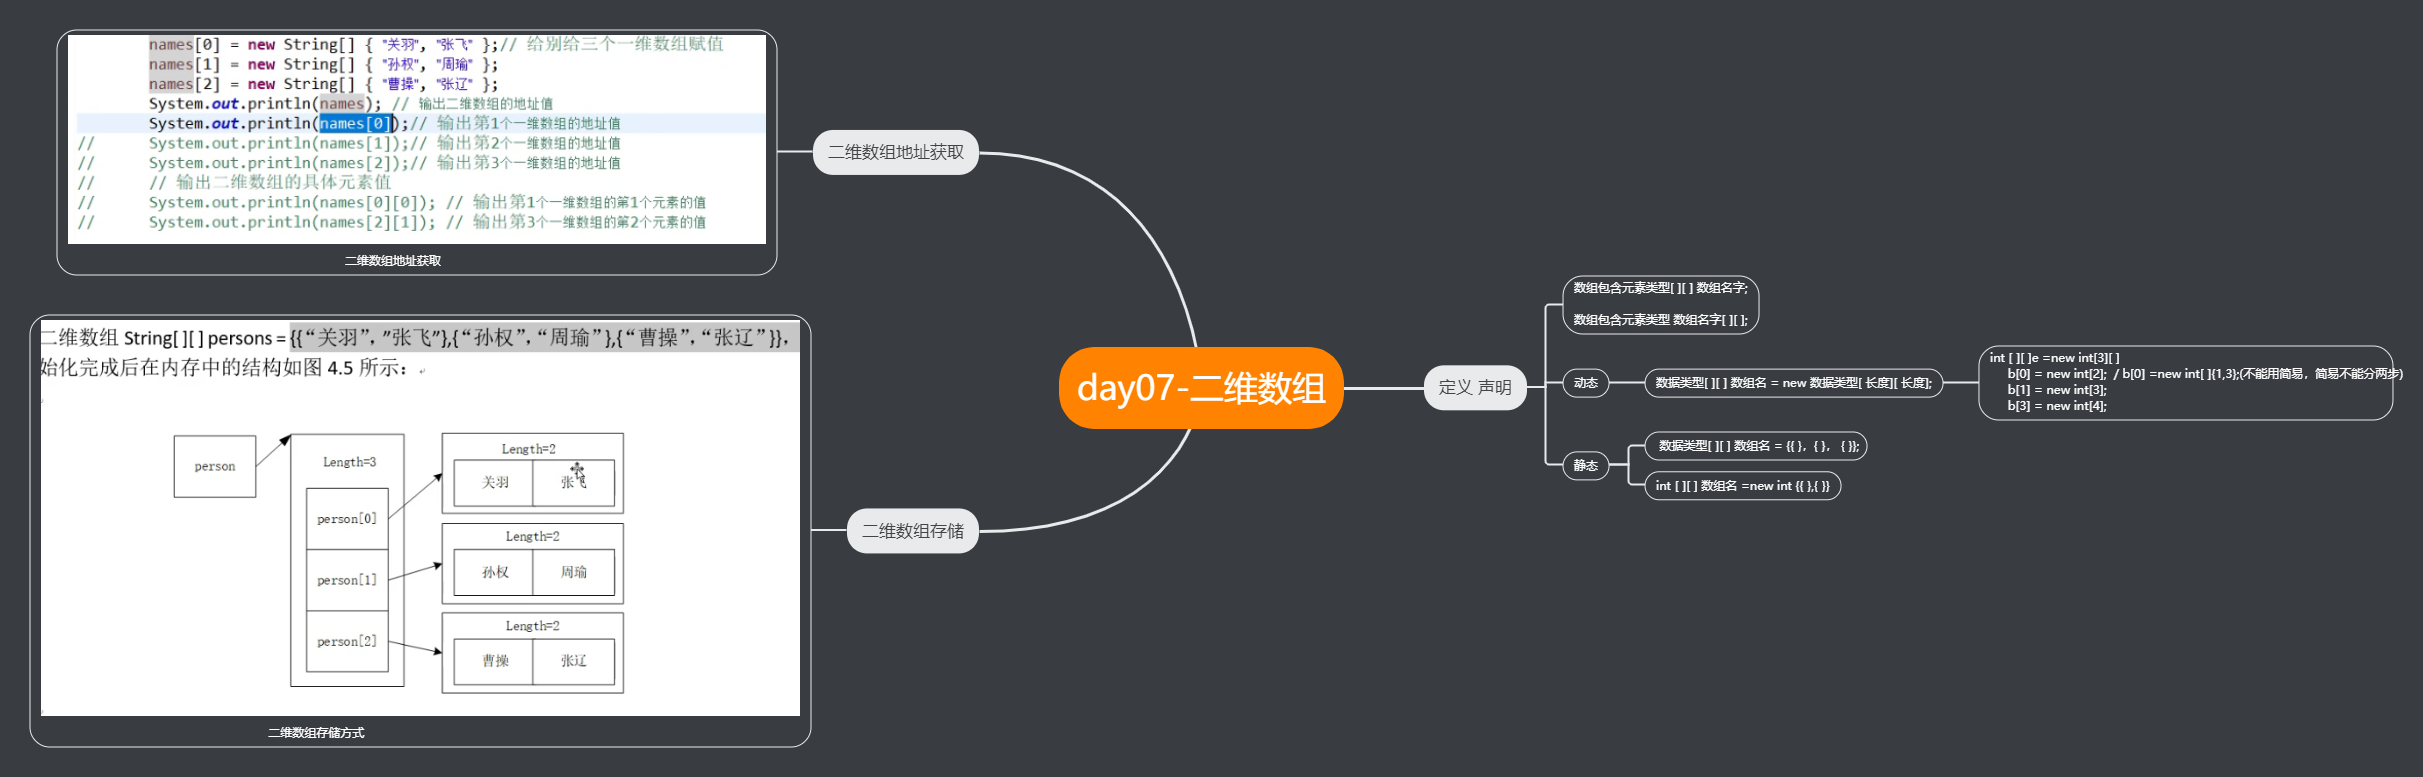 names[0] = new String[] { "关羽", "张飞" };// 给别给三个一维数组赋值
names[1] = new String[] { "孙权", "周瑜" };
names[2] = new String[] { "曹操", "张辽" };
System.out.println(names); // 输出二维数组的地址值
System.out.println(names[0]);// 输出第1个一维数组的地址值
// System.out.println(names[1]);// 输出第2个一维数组的地址值
// System.out.println(names[2]);// 输出第3个一维数组的地址值
// // 输出二维数组的具体元素值
// System.out.println(names[0][0]); // 输出第1个一维数组的第1个元素的值
// System.out.println(names[2][1]); // 输出第3个一维数组的第2个元素的值
二维数组地址获取
二维数组地址获取
二维数组 String[ ][ ] persons = {{“关羽”，”张飞”},{“孙权”，“周瑜”},{“曹操”，“张辽”}}，
始化完成后在内存中的结构如图 4.5 所示：
person
Length=3
person[0]
person[1]
person[2]
Length=2
关羽 张飞
Length=2
孙权 周瑜
Length=2
曹操 张辽
二维数组存储方式
二维数组存储
day07-二维数组
定义 声明
数组包含元素类型[ ][ ] 数组名字;
数组包含元素类型 数组名字[ ][ ];
动态
数据类型[ ][ ] 数组名 = new 数据类型[ 长度][ 长度];
int [ ][ ]e =new int[3][ ]
b[0] = new int[2]; / b[0] =new int[ ]{1,3};(不能用简易，简易不能分两步)
b[1] = new int[3];
b[3] = new int[4];
静态
数据类型[ ][ ] 数组名 = {{ }，{ }， { }};
int [ ][ ] 数组名 =new int {{ },{ }}